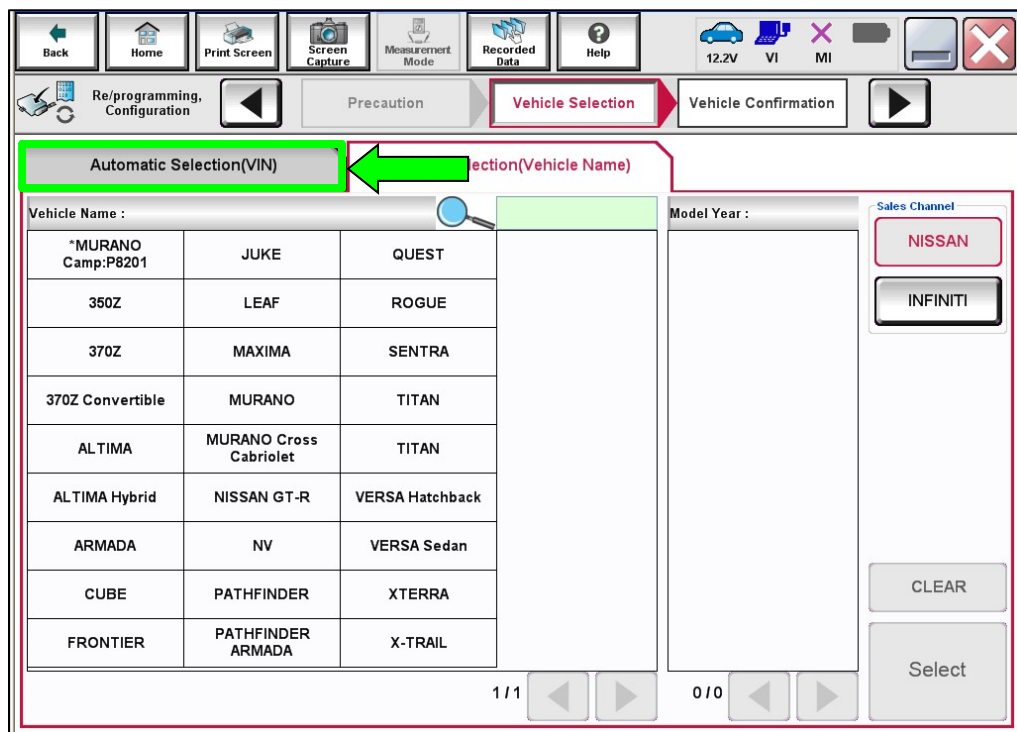 Back
Home
Print Screen
Screen
Capture
Measurement
Mode
Recorded
Data
Help
12.2V
VI
MI
Re/programming,
Configuration
Precaution
Vehicle Selection
Vehicle Confirmation
Automatic Selection(VIN)
lection(Vehicle Name)
Vehicle Name :
Model Year :
Sales Channel
*MURANO
Camp:P8201
JUKE
QUEST
NISSAN
350Z
LEAF
ROGUE
INFINITI
370Z
MAXIMA
SENTRA
370Z Convertible
MURANO
TITAN
ALTIMA
MURANO Cross
Cabriolet
TITAN
ALTIMA Hybrid
NISSAN GT-R
VERSA Hatchback
ARMADA
NV
VERSA Sedan
CUBE
PATHFINDER
XTERRA
CLEAR
FRONTIER
PATHFINDER
ARMADA
X-TRAIL
Select
1/1
0/0